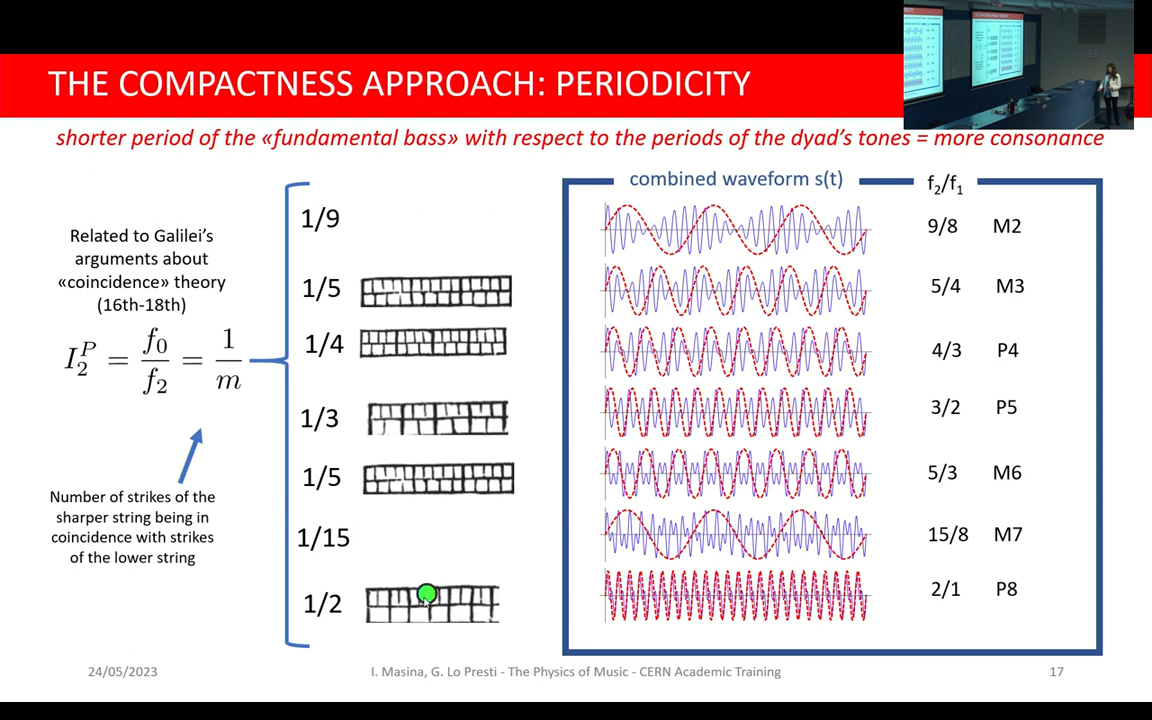 THE COMPACTNESS APPROACH: PERIODICITY
shorter period of the «fundamental bass» with respect to the periods of the dyad’s tones = more consonance
Related to Galilei’s
arguments about
«coincidence» theory
(16th-18th)
I₂ᴾ = f₀/f₂ = 1/m
Number of strikes of the
sharper string being in
coincidence with strikes
of the lower string
1/9
1/5
1/4
1/3
1/5
1/15
1/2
combined waveform s(t)
f₂/f₁
9/8 M2
5/4 M3
4/3 P4
3/2 P5
5/3 M6
15/8 M7
2/1 P8
24/05/2023
I. Masina, G. Lo Presti - The Physics of Music - CERN Academic Training
17